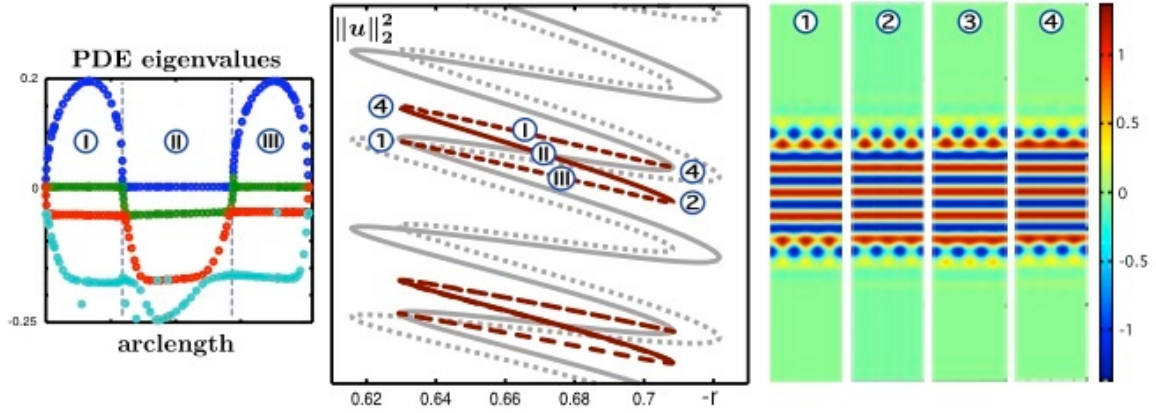 PDE eigenvalues
0.2
I
II
III
0
-0.25
arclength
||u||₂²
4
I
1
II
III
4
2
0.62
0.64
0.66
0.68
0.7
-r
1
2
3
4
1
0.5
0
-0.5
-1